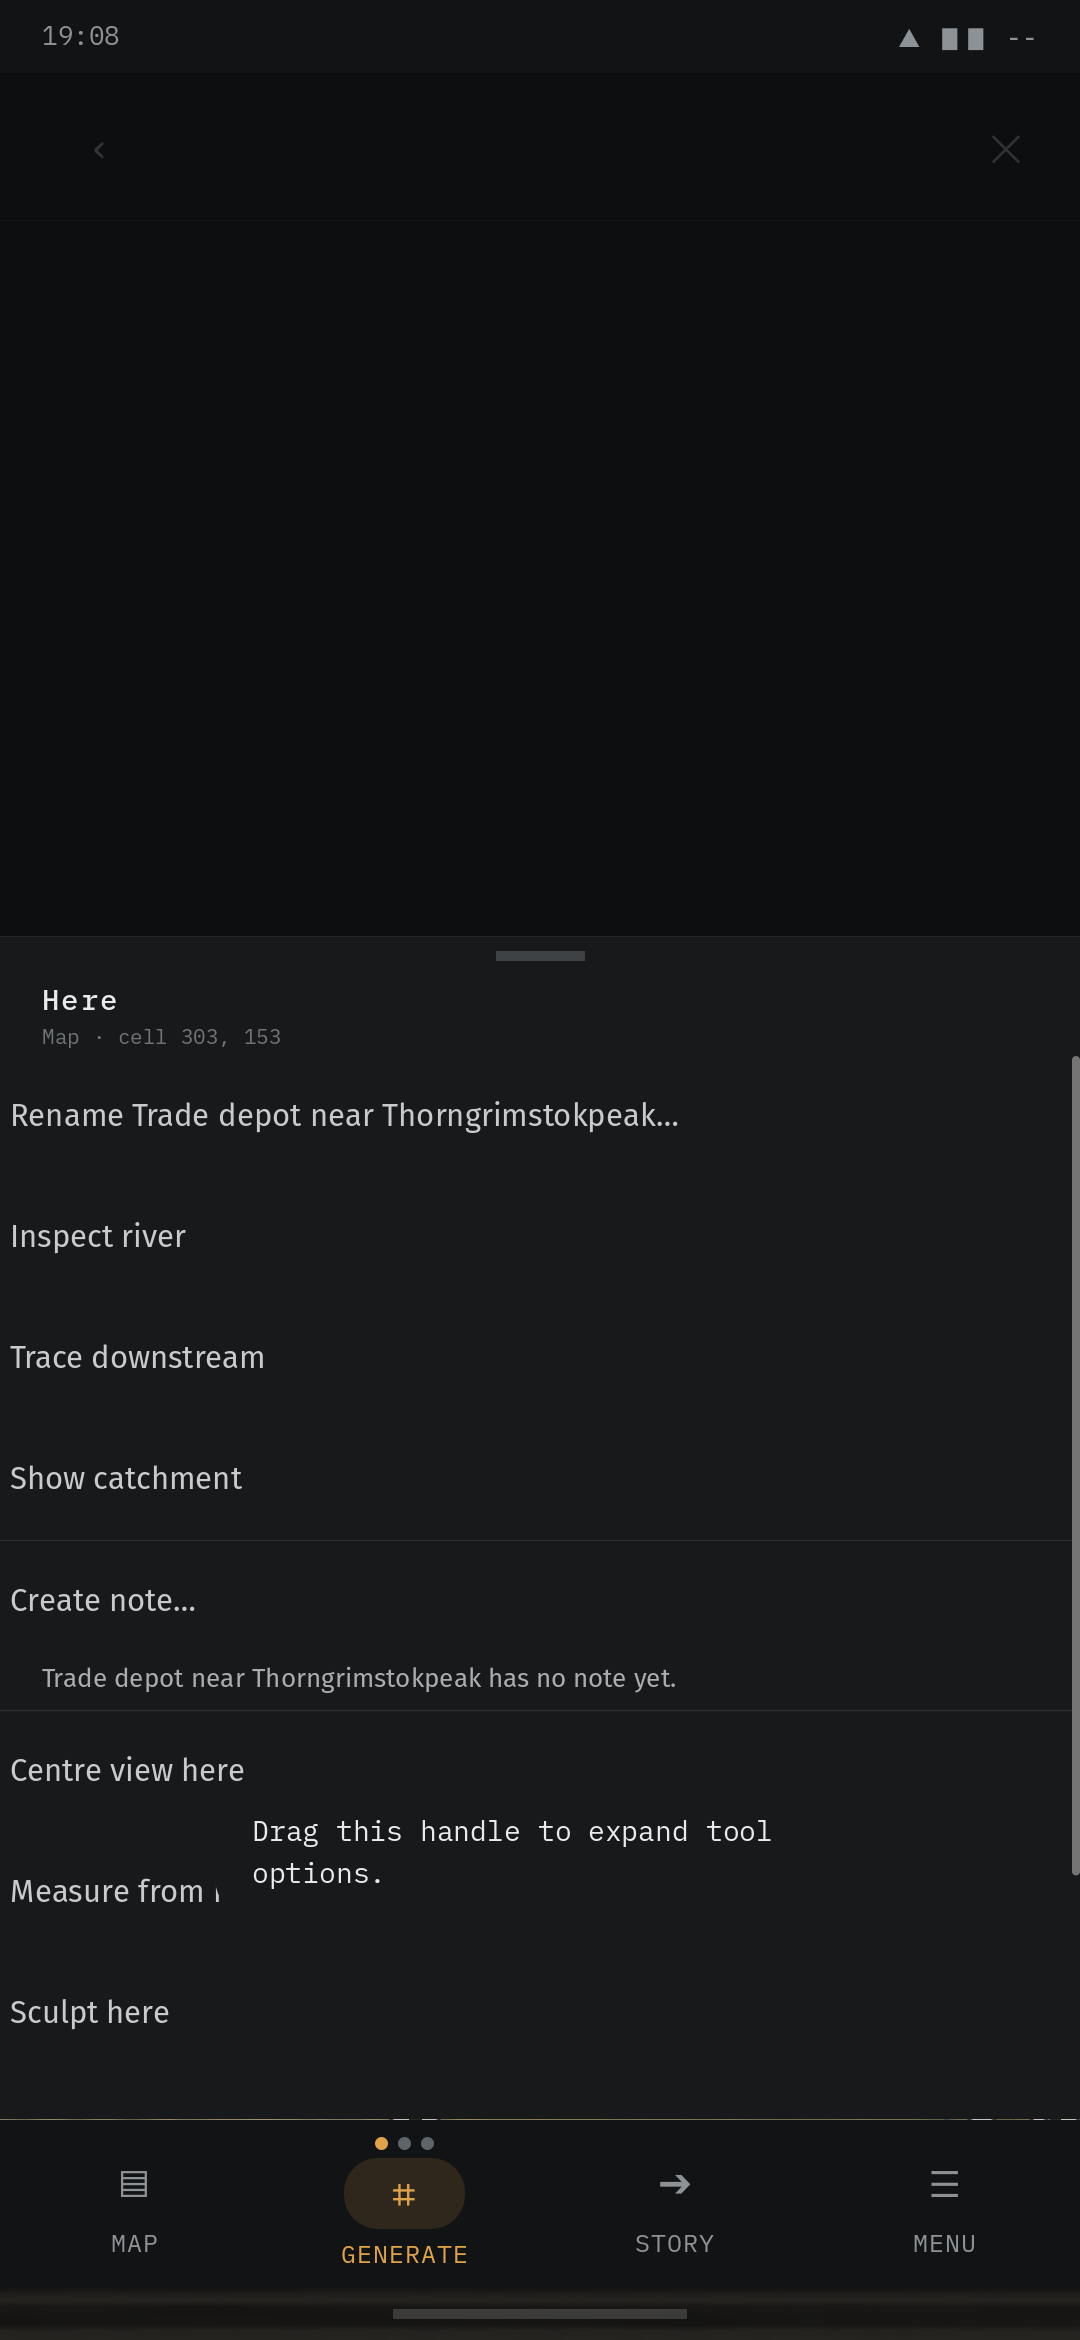 19:08
--
Here
Map · cell 303, 153
Rename Trade depot near Thorngrimstokpeak...
Inspect river
Trace downstream
Show catchment
Create note...
Trade depot near Thorngrimstokpeak has no note yet.
Centre view here
Drag this handle to expand tool
options.
Measure from
Sculpt here
MAP
GENERATE
STORY
MENU